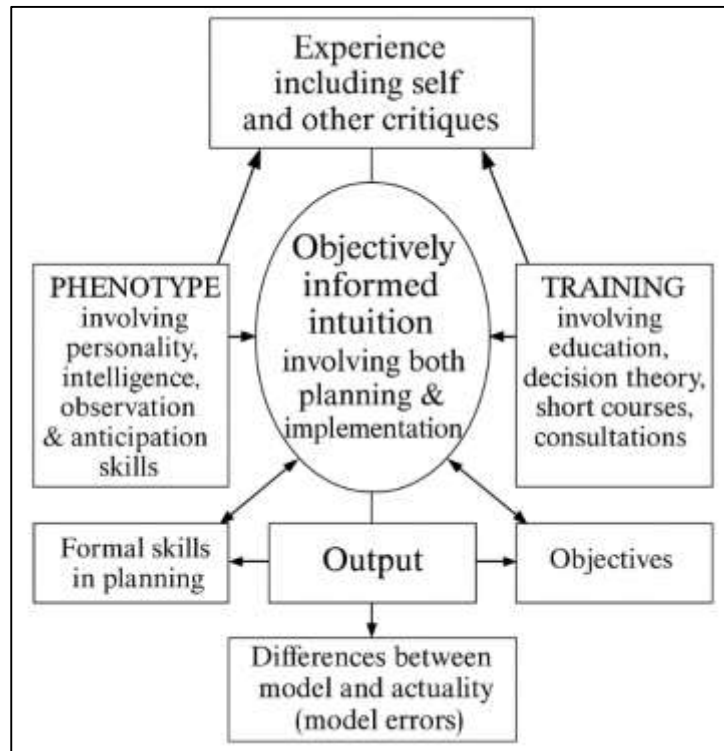 Experience
including self
and other critiques
Objectively
informed
intuition
involving both
planning &
implementation
PHENOTYPE
involving
personality,
intelligence,
observation
& anticipation
skills
TRAINING
involving
education,
decision theory,
short courses,
consultations
Formal skills
in planning
Output
Objectives
Differences between
model and actuality
(model errors)